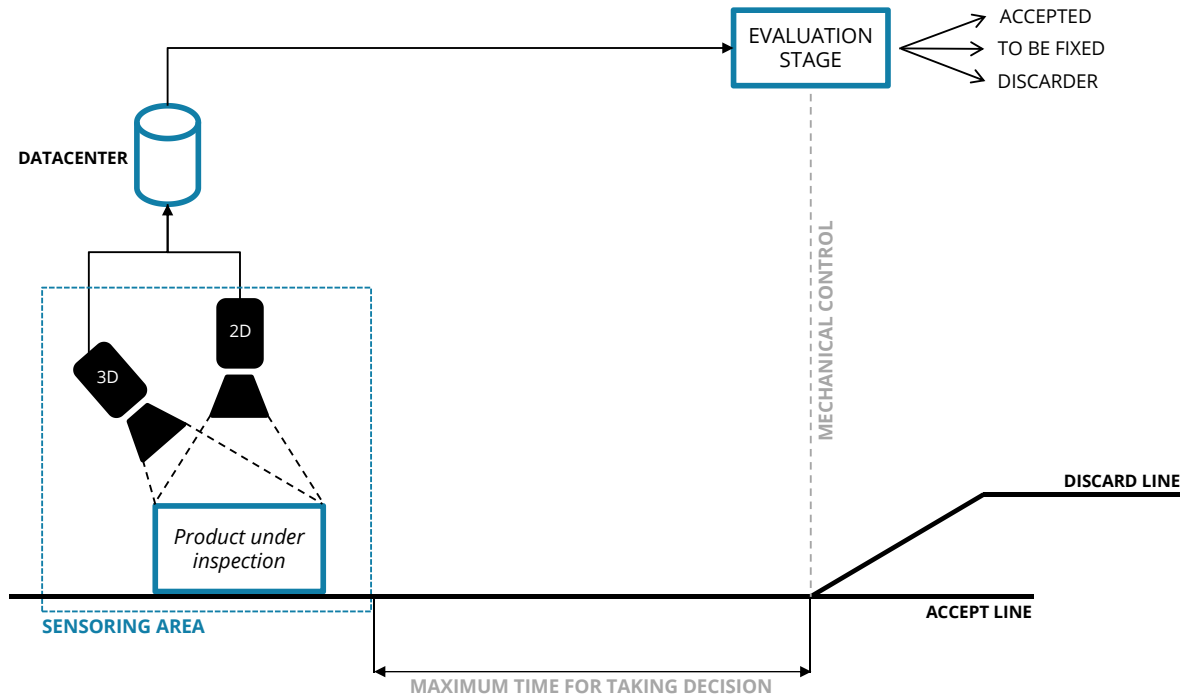 EVALUATION
STAGE
ACCEPTED
TO BE FIXED
DISCARDER
DATACENTER
MECHANICAL CONTROL
2D
3D
DISCARD LINE
Product under
inspection
ACCEPT LINE
SENSORING AREA
MAXIMUM TIME FOR TAKING DECISION